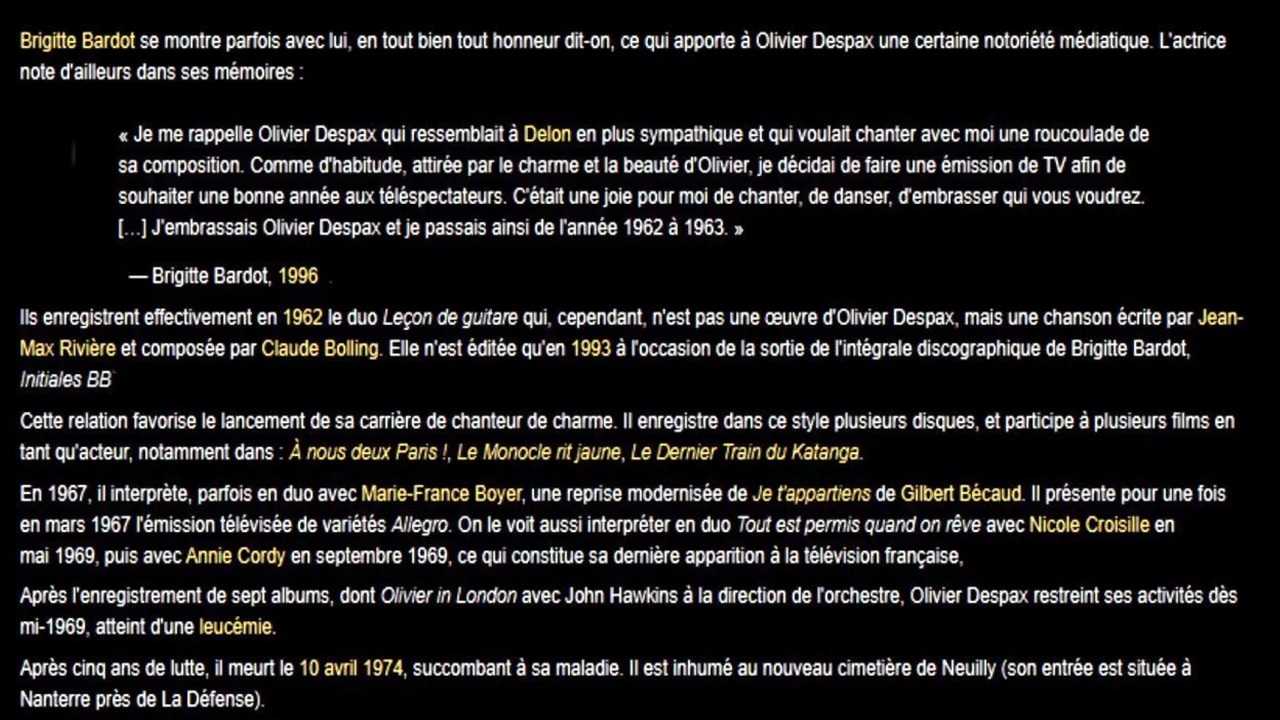 Brigitte Bardot se montre parfois avec lui, en tout bien tout honneur dit-on, ce qui apporte à Olivier Despax une certaine notoriété médiatique. L'actrice
note d'ailleurs dans ses mémoires :
« Je me rappelle Olivier Despax qui ressemblait à Delon en plus sympathique et qui voulait chanter avec moi une roucoulade de
sa composition. Comme d'habitude, attirée par le charme et la beauté d'Olivier, je décidai de faire une émission de TV afin de
souhaiter une bonne année aux téléspectateurs. C'était une joie pour moi de chanter, de danser, d'embrasser qui vous voudrez.
[…] J'embrassais Olivier Despax et je passais ainsi de l'année 1962 à 1963. »
— Brigitte Bardot, 1996
Ils enregistrent effectivement en 1962 le duo Leçon de guitare qui, cependant, n'est pas une œuvre d'Olivier Despax, mais une chanson écrite par Jean-
Max Rivière et composée par Claude Bolling. Elle n'est éditée qu'en 1993 à l'occasion de la sortie de l'intégrale discographique de Brigitte Bardot,
Initiales BB
Cette relation favorise le lancement de sa carrière de chanteur de charme. Il enregistre dans ce style plusieurs disques, et participe à plusieurs films en
tant qu'acteur, notamment dans : À nous deux Paris !, Le Monocle rit jaune, Le Dernier Train du Katanga.
En 1967, il interprète, parfois en duo avec Marie-France Boyer, une reprise modernisée de Je t'appartiens de Gilbert Bécaud. Il présente pour une fois
en mars 1967 l'émission télévisée de variétés Allegro. On le voit aussi interpréter en duo Tout est permis quand on rêve avec Nicole Croisille en
mai 1969, puis avec Annie Cordy en septembre 1969, ce qui constitue sa dernière apparition à la télévision française,
Après l'enregistrement de sept albums, dont Olivier in London avec John Hawkins à la direction de l'orchestre, Olivier Despax restreint ses activités dès
mi-1969, atteint d'une leucémie.
Après cinq ans de lutte, il meurt le 10 avril 1974, succombant à sa maladie. Il est inhumé au nouveau cimetière de Neuilly (son entrée est située à
Nanterre près de La Défense).